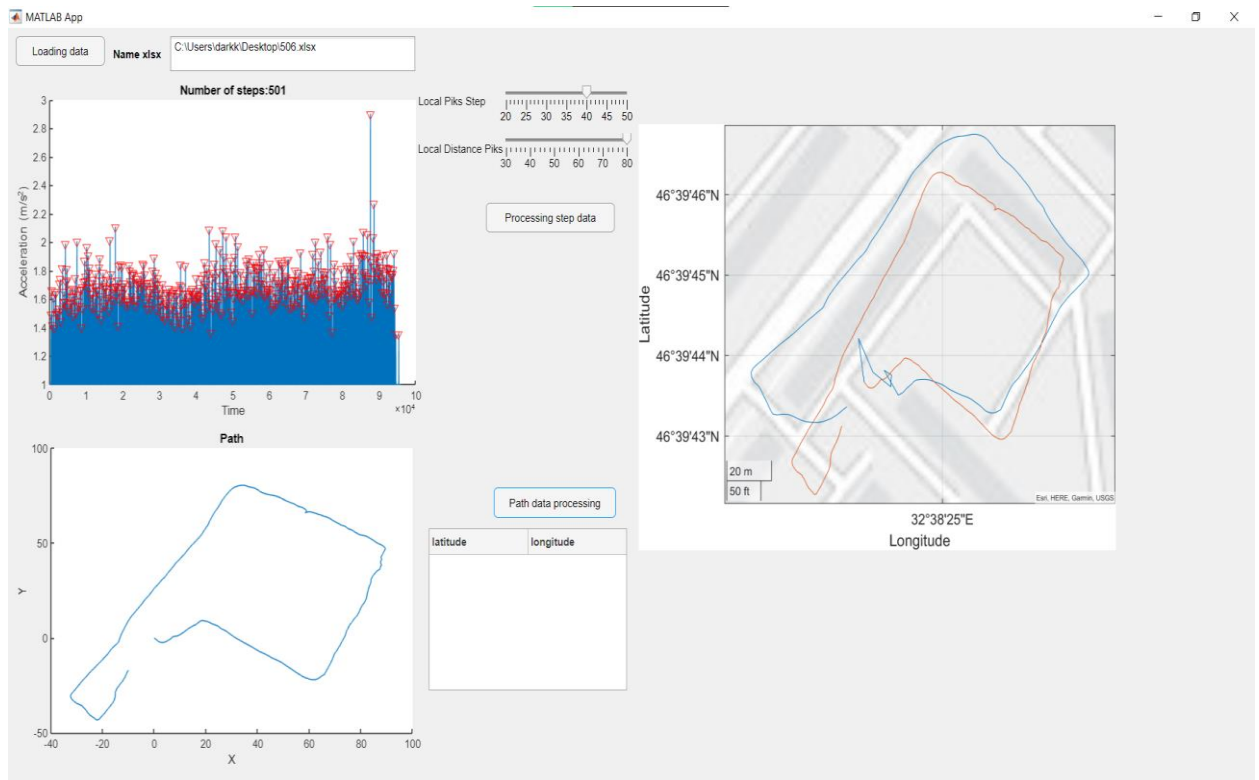 MATLAB App
Loading data
Name xlsx
C:\Users\darkk\Desktop\506.xlsx
Number of steps:501
Acceleration (m/s²)
3
2.8
2.6
2.4
2.2
2
1.8
1.6
1.4
1.2
1
0 1 2 3 4 5 6 7 8 9 10
×10⁴
Time
Local Piks Step
20 25 30 35 40 45 50
Local Distance Piks
30 40 50 60 70 80
Processing step data
Path
Y
100
50
0
-50
-40 -20 0 20 40 60 80 100
X
Path data processing
latitude longitude
Latitude
46°39'46"N
46°39'45"N
46°39'44"N
46°39'43"N
20 m
50 ft
Esri, HERE, Garmin, USGS
32°38'25"E
Longitude